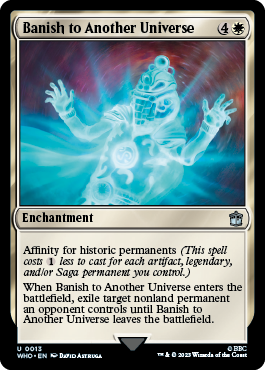 Banish to Another Universe 4
Enchantment
Affinity for historic permanents (This spell
costs 1 less to cast for each artifact, legendary,
and/or Saga permanent you control.)
When Banish to Another Universe enters the
battlefield, exile target nonland permanent
an opponent controls until Banish to
Another Universe leaves the battlefield.
U 0013
WHO • EN DAVID ASTRUGA
© BBC
™ & © 2023 Wizards of the Coast